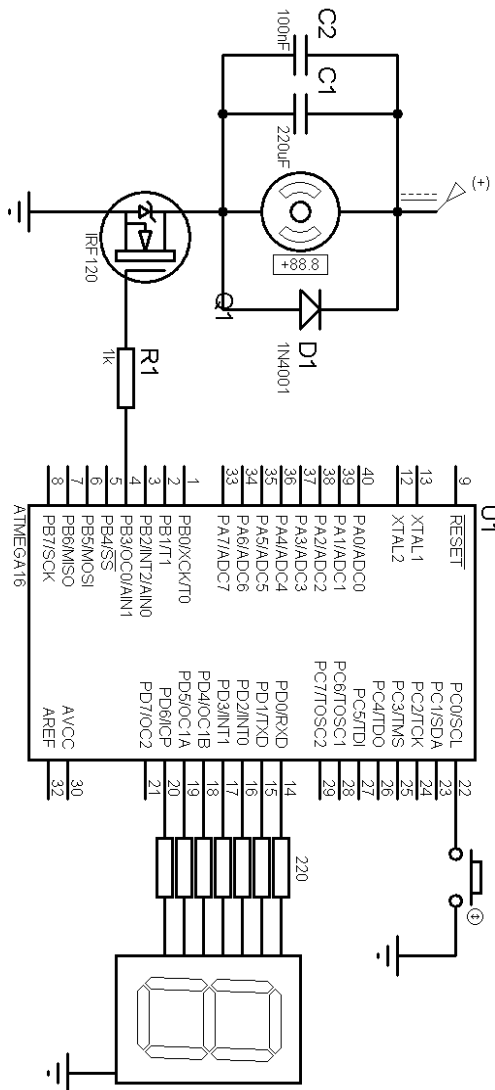 (+)
C2
100nF
C1
220uF
+88.8
D1
1N4001
Q1
IRF120
R1
1k
U1
9 RESET
13 XTAL1
12 XTAL2
40 PA0/ADC0
39 PA1/ADC1
38 PA2/ADC2
37 PA3/ADC3
36 PA4/ADC4
35 PA5/ADC5
34 PA6/ADC6
33 PA7/ADC7
1 PB0/XCK/T0
2 PB1/T1
3 PB2/INT2/AIN0
4 PB3/OC0/AIN1
5 PB4/SS
6 PB5/MOSI
7 PB6/MISO
8 PB7/SCK
ATMEGA16
PC0/SCL 22
PC1/SDA 23
PC2/TCK 24
PC3/TMS 25
PC4/TDO 26
PC5/TDI 27
PC6/TOSC1 28
PC7/TOSC2 29
PD0/RXD 14
PD1/TXD 15
PD2/INT0 16
PD3/INT1 17
PD4/OC1B 18
PD5/OC1A 19
PD6/ICP 20
PD7/OC2 21
AVCC 30
AREF 32
220